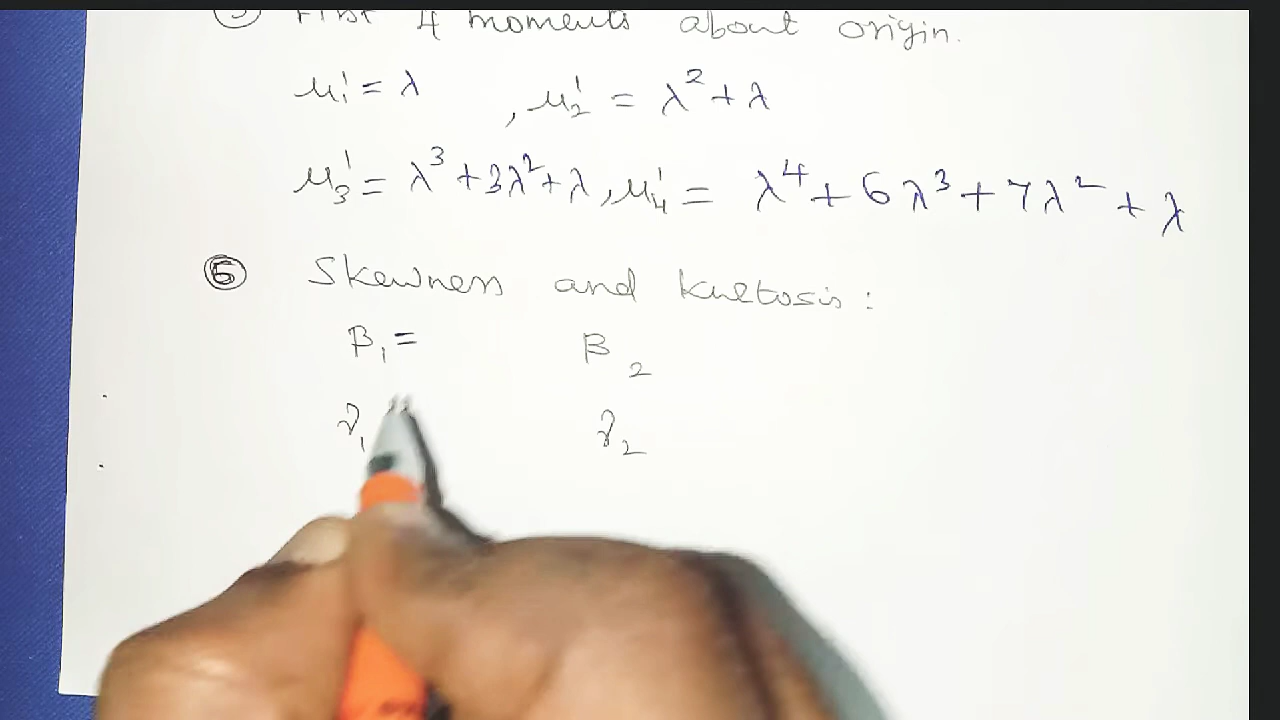 ⑤ First 4 moments about origin.
μ₁' = λ , μ₂' = λ² + λ
μ₃' = λ³ + 3λ² + λ , μ₄' = λ⁴ + 6λ³ + 7λ² + λ
⑥ Skewness and kurtosis :
β₁ = β₂
γ₁ γ₂